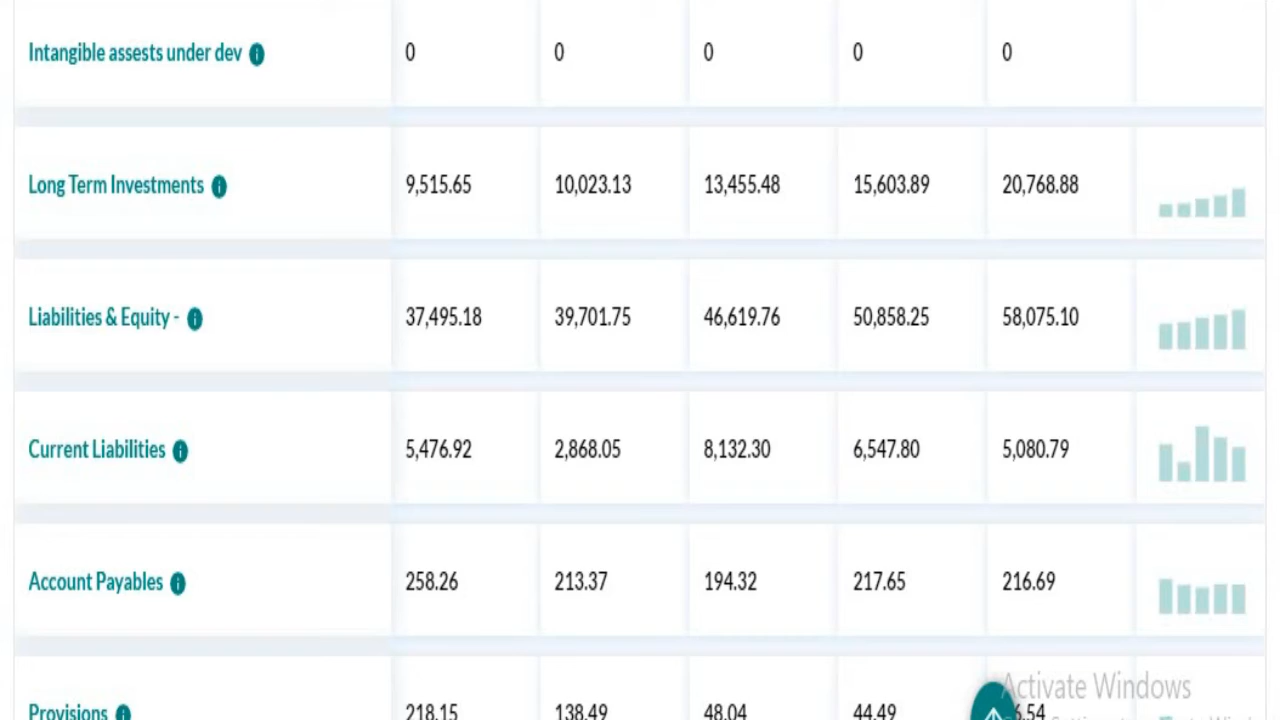 Intangible assests under dev i 0 0 0 0 0
Long Term Investments i 9,515.65 10,023.13 13,455.48 15,603.89 20,768.88
Liabilities & Equity - i 37,495.18 39,701.75 46,619.76 50,858.25 58,075.10
Current Liabilities i 5,476.92 2,868.05 8,132.30 6,547.80 5,080.79
Account Payables i 258.26 213.37 194.32 217.65 216.69
Activate Windows
Provisions i 218.15 138.49 48.04 44.49